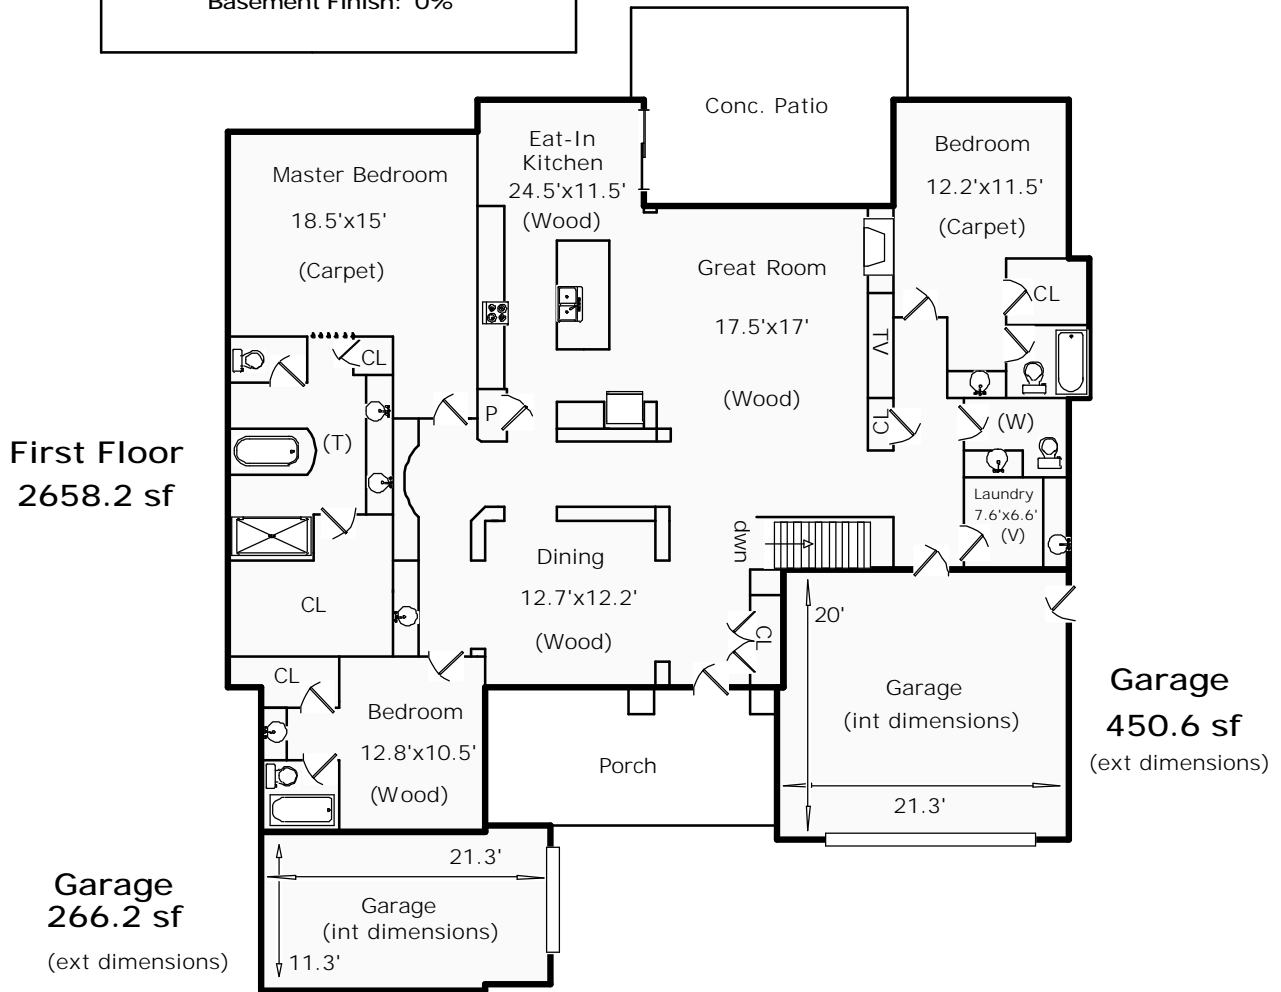 Basement Finish: 0%
Conc. Patio
Eat-In
Kitchen
24.5'x11.5'
(Wood)
Bedroom
12.2'x11.5'
(Carpet)
Master Bedroom
18.5'x15'
(Carpet)
Great Room
17.5'x17'
(Wood)
TV
CL
CL
CL
P
(T)
(W)
First Floor
2658.2 sf
Laundry
7.6'x6.6'
(V)
dwn
Dining
12.7'x12.2'
(Wood)
CL
CL
20'
Garage
(int dimensions)
21.3'
Garage
450.6 sf
(ext dimensions)
CL
Bedroom
12.8'x10.5'
(Wood)
Porch
21.3'
Garage
(int dimensions)
11.3'
Garage
266.2 sf
(ext dimensions)